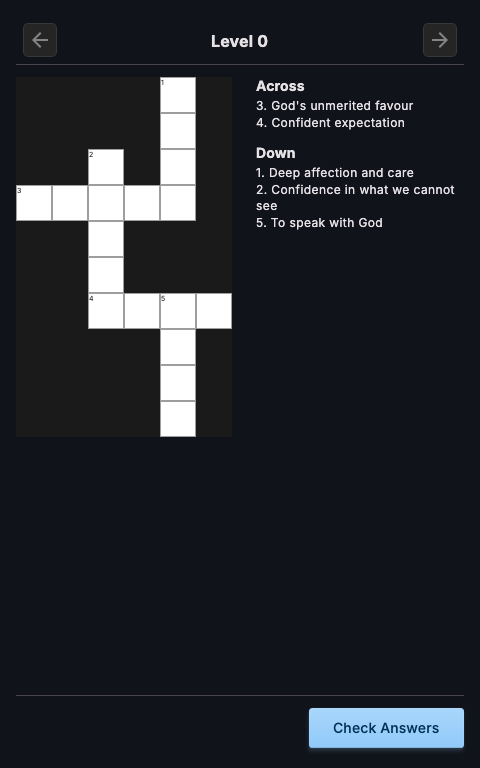 Level 0
1
2
3
4
5
Across
3. God's unmerited favour
4. Confident expectation
Down
1. Deep affection and care
2. Confidence in what we cannot
see
5. To speak with God
Check Answers